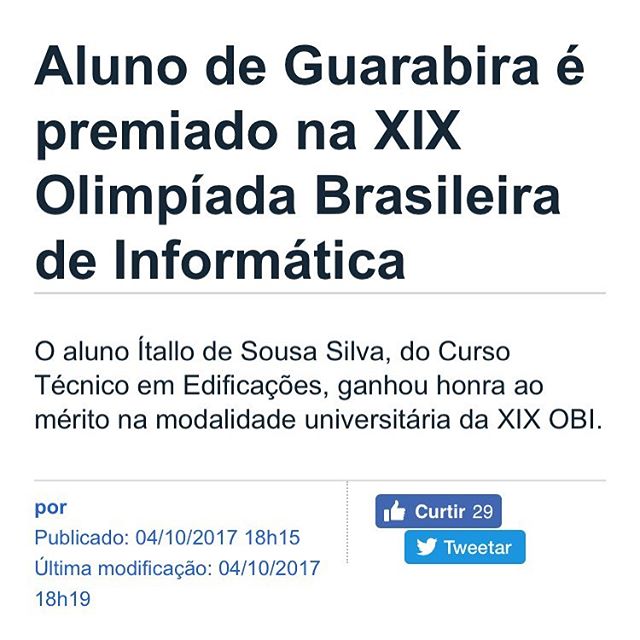 Aluno de Guarabira é
premiado na XIX
Olimpíada Brasileira
de Informática
O aluno Ítallo de Sousa Silva, do Curso
Técnico em Edificações, ganhou honra ao
mérito na modalidade universitária da XIX OBI.
por
Publicado: 04/10/2017 18h15
Última modificação: 04/10/2017
18h19
Curtir 29
Tweetar